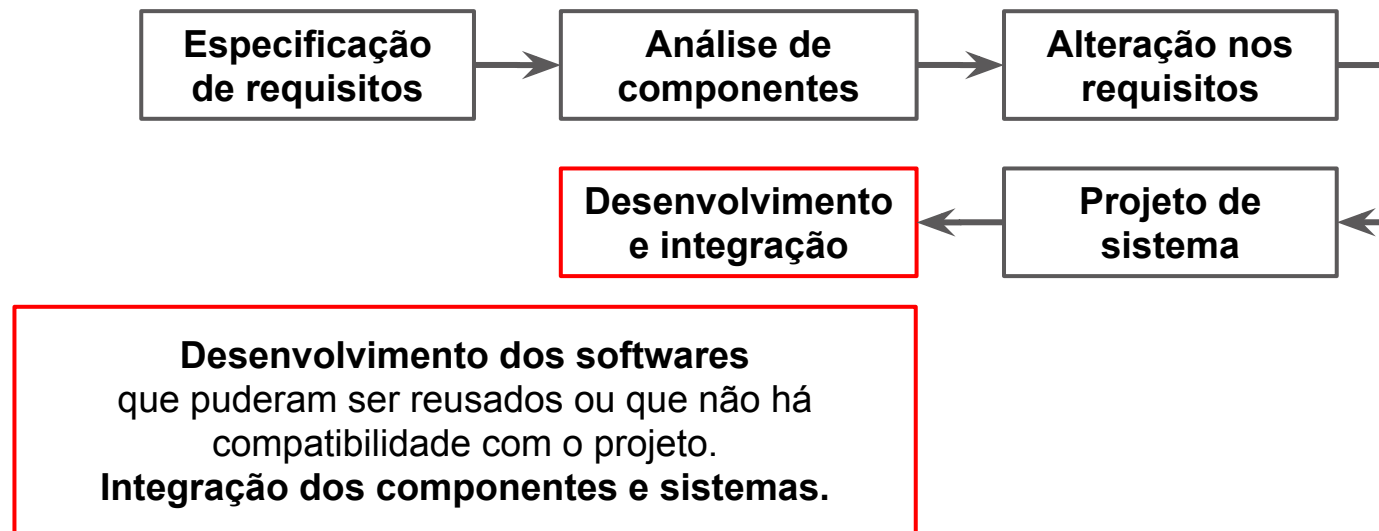 Especificação
de requisitos
Análise de
componentes
Alteração nos
requisitos
Desenvolvimento
e integração
Projeto de
sistema
Desenvolvimento dos softwares
que puderam ser reusados ou que não há
compatibilidade com o projeto.
Integração dos componentes e sistemas.